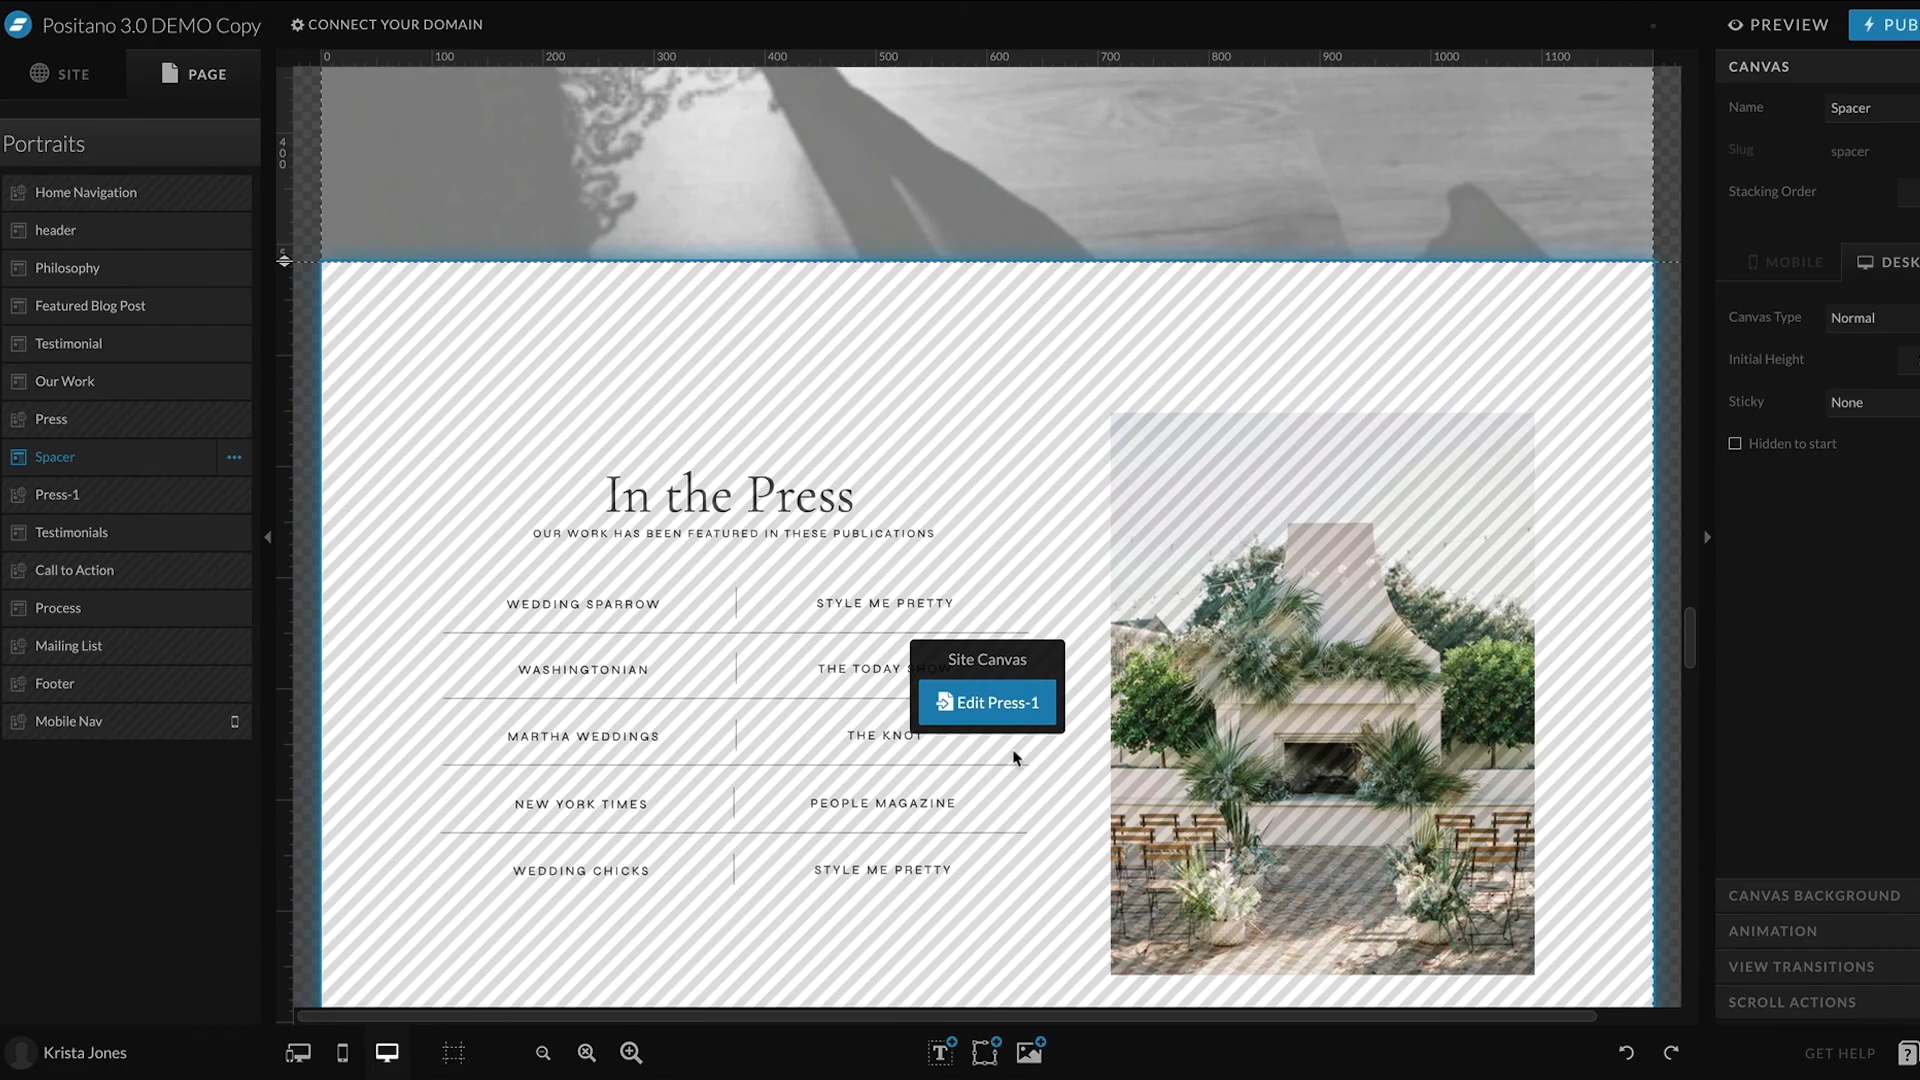 Positano 3.0 DEMO Copy
CONNECT YOUR DOMAIN
PREVIEW
PUB
SITE
PAGE
0 100 200 300 400 500 600 700 800 900 1000 1100
400
5
Portraits
Home Navigation
header
Philosophy
Featured Blog Post
Testimonial
Our Work
Press
Spacer
Press-1
Testimonials
Call to Action
Process
Mailing List
Footer
Mobile Nav
In the Press
OUR WORK HAS BEEN FEATURED IN THESE PUBLICATIONS
WEDDING SPARROW
STYLE ME PRETTY
WASHINGTONIAN
THE TODAY SHOW
MARTHA WEDDINGS
THE KNOT
NEW YORK TIMES
PEOPLE MAGAZINE
WEDDING CHICKS
STYLE ME PRETTY
Site Canvas
Edit Press-1
CANVAS
Name
Spacer
Slug
spacer
Stacking Order
MOBILE
DESK
Canvas Type
Normal
Initial Height
Sticky
None
Hidden to start
CANVAS BACKGROUND
ANIMATION
VIEW TRANSITIONS
SCROLL ACTIONS
Krista Jones
T
GET HELP
?